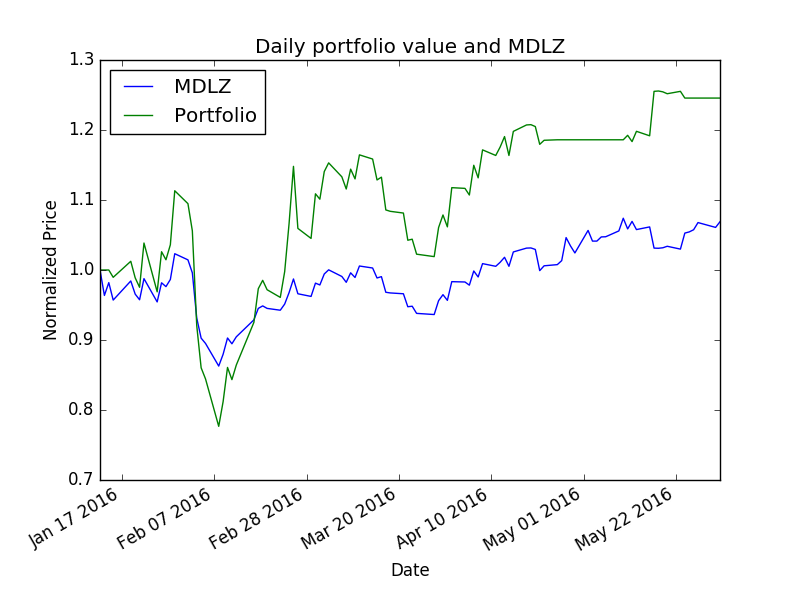 Daily portfolio value and MDLZ
MDLZ
Portfolio
1.3
1.2
1.1
1.0
0.9
0.8
0.7
Normalized Price
Jan 17 2016
Feb 07 2016
Feb 28 2016
Mar 20 2016
Apr 10 2016
May 01 2016
May 22 2016
Date